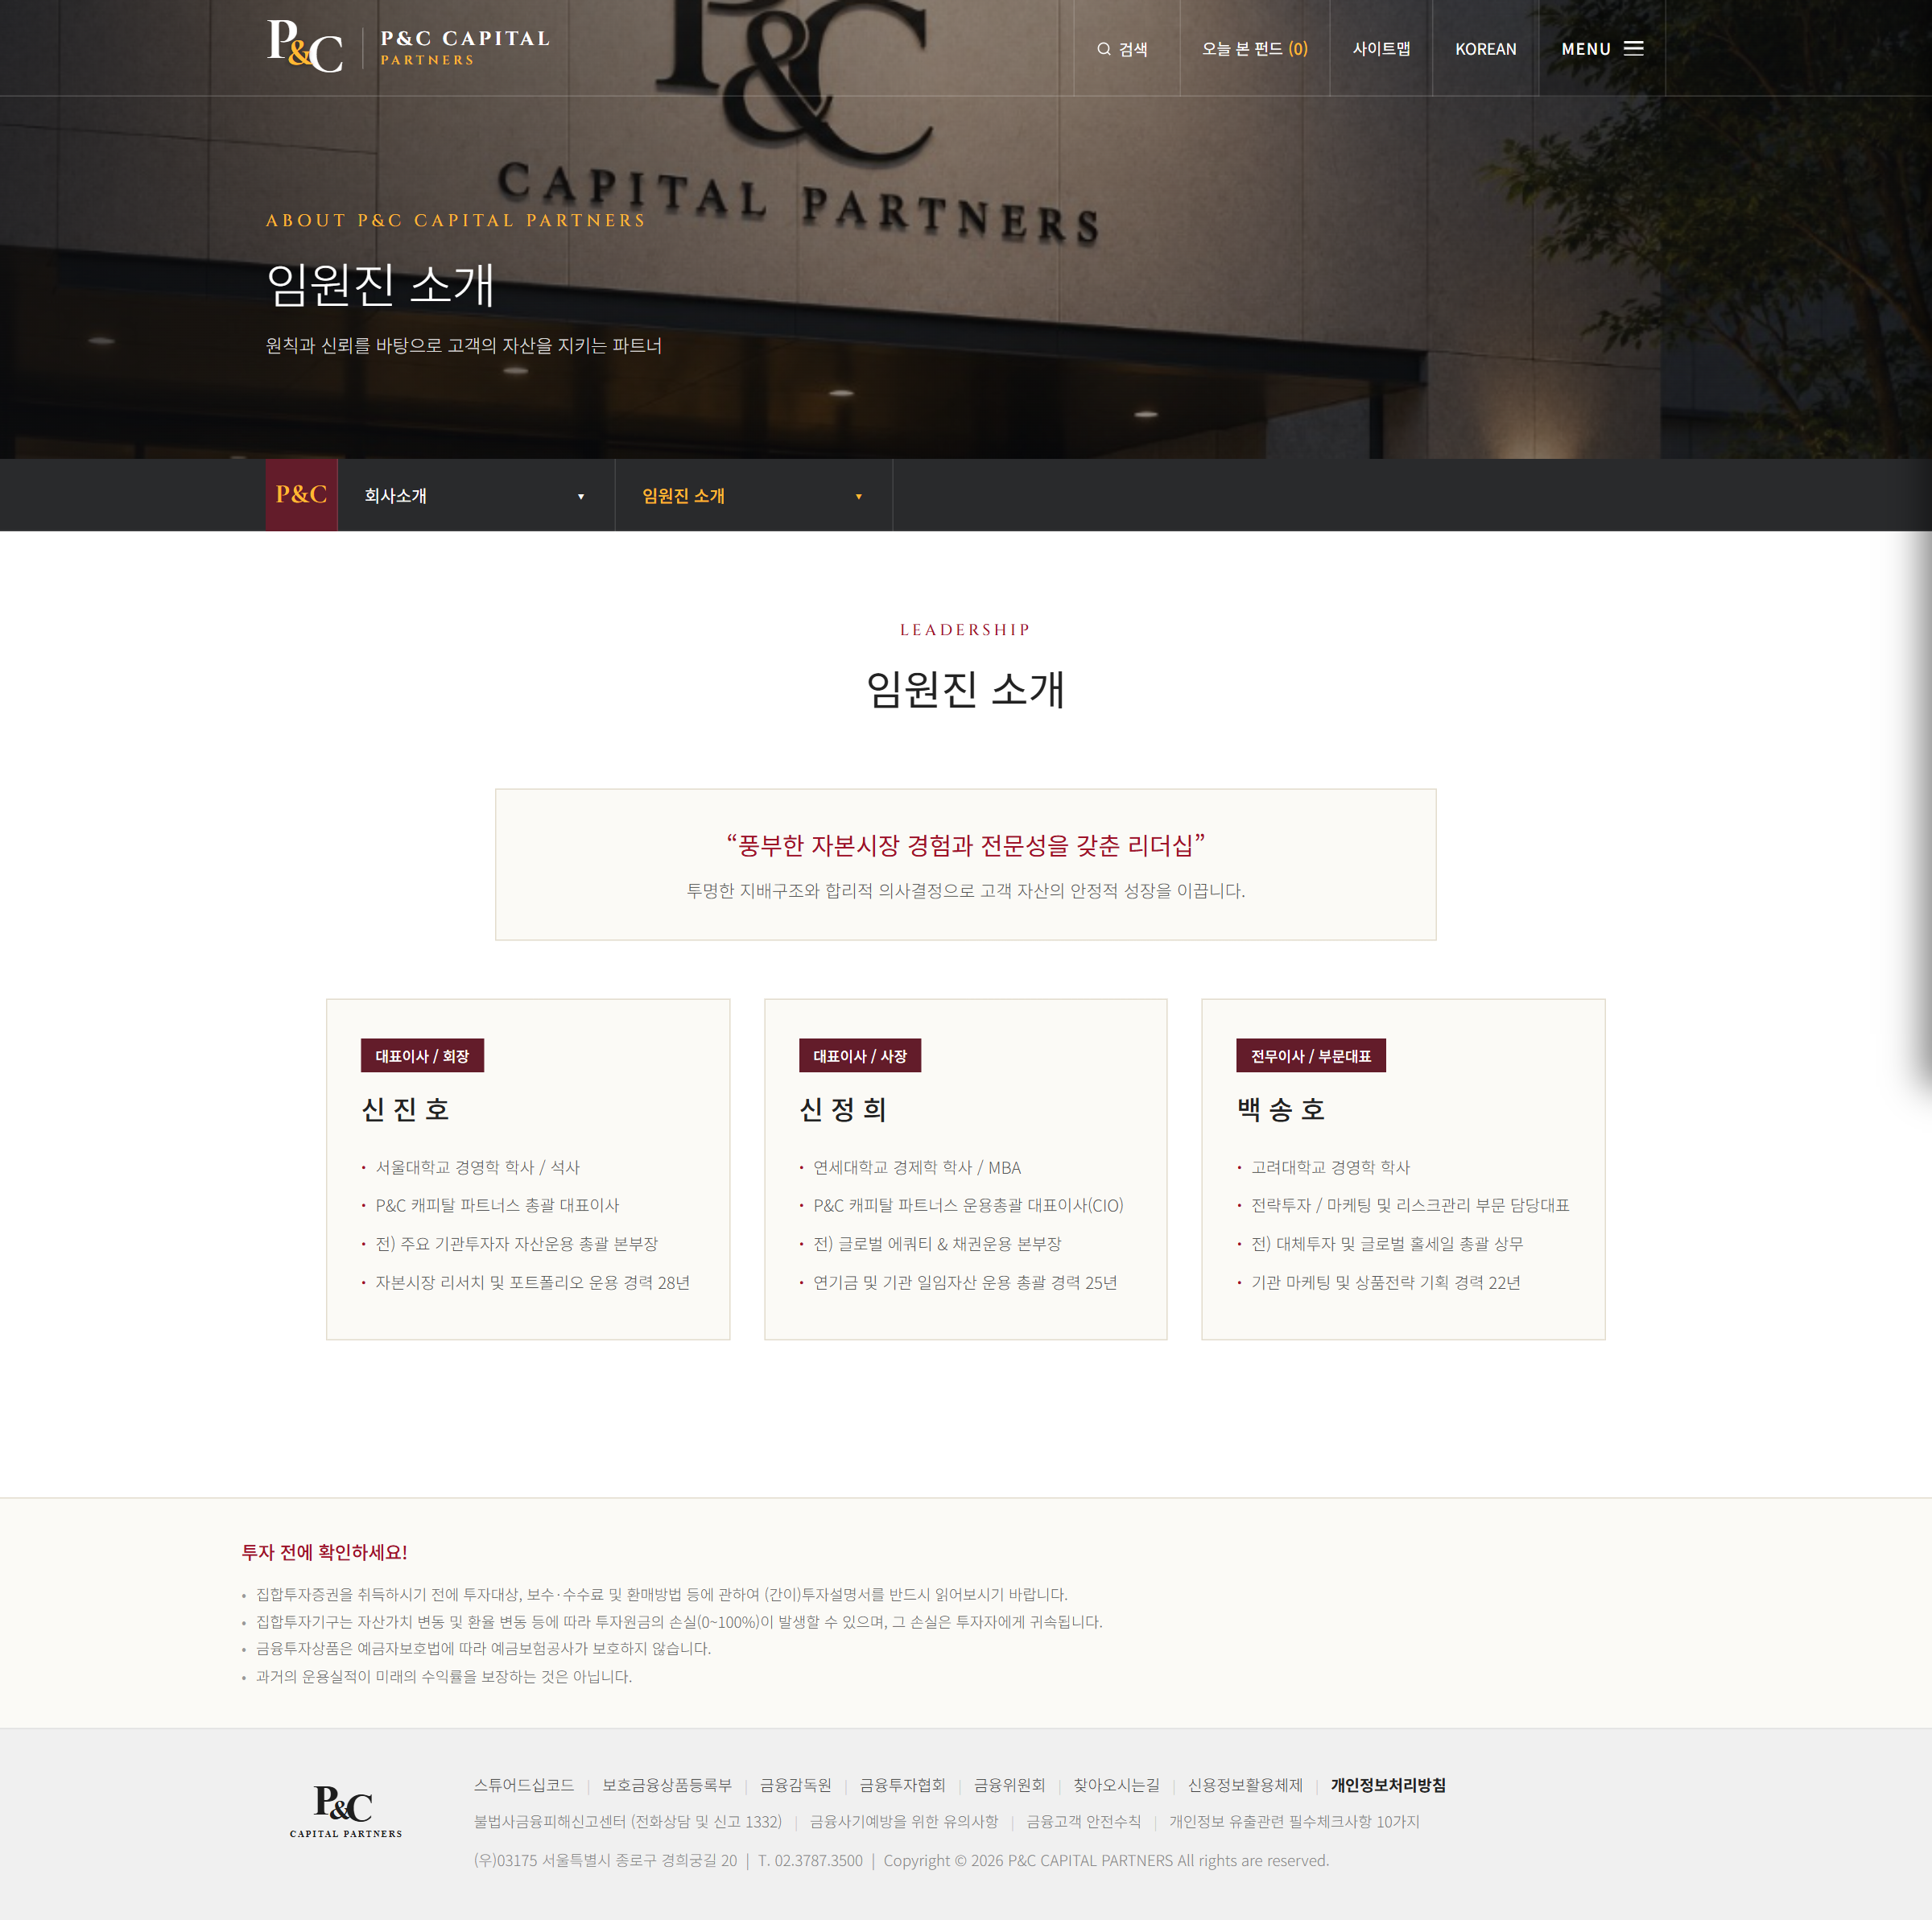 P&C
P&C CAPITAL
PARTNERS
검색
오늘 본 펀드 (0)
사이트맵
KOREAN
MENU
P&C
CAPITAL PARTNERS
ABOUT P&C CAPITAL PARTNERS
임원진 소개
원칙과 신뢰를 바탕으로 고객의 자산을 지키는 파트너
P&C
회사소개
임원진 소개
LEADERSHIP
임원진 소개
“풍부한 자본시장 경험과 전문성을 갖춘 리더십”
투명한 지배구조와 합리적 의사결정으로 고객 자산의 안정적 성장을 이끕니다.
대표이사 / 회장
신 진 호
• 서울대학교 경영학 학사 / 석사
• P&C 캐피탈 파트너스 총괄 대표이사
• 전) 주요 기관투자자 자산운용 총괄 본부장
• 자본시장 리서치 및 포트폴리오 운용 경력 28년
대표이사 / 사장
신 정 희
• 연세대학교 경제학 학사 / MBA
• P&C 캐피탈 파트너스 운용총괄 대표이사(CIO)
• 전) 글로벌 에쿼티 & 채권운용 본부장
• 연기금 및 기관 일임자산 운용 총괄 경력 25년
전무이사 / 부문대표
백 송 호
• 고려대학교 경영학 학사
• 전략투자 / 마케팅 및 리스크관리 부문 담당대표
• 전) 대체투자 및 글로벌 홀세일 총괄 상무
• 기관 마케팅 및 상품전략 기획 경력 22년
투자 전에 확인하세요!
• 집합투자증권을 취득하시기 전에 투자대상, 보수·수수료 및 환매방법 등에 관하여 (간이)투자설명서를 반드시 읽어보시기 바랍니다.
• 집합투자기구는 자산가치 변동 및 환율 변동 등에 따라 투자원금의 손실(0~100%)이 발생할 수 있으며, 그 손실은 투자자에게 귀속됩니다.
• 금융투자상품은 예금자보호법에 따라 예금보험공사가 보호하지 않습니다.
• 과거의 운용실적이 미래의 수익률을 보장하는 것은 아닙니다.
P&C
CAPITAL PARTNERS
스튜어드십코드 | 보호금융상품등록부 | 금융감독원 | 금융투자협회 | 금융위원회 | 찾아오시는길 | 신용정보활용체제 | 개인정보처리방침
불법사금융피해신고센터 (전화상담 및 신고 1332) | 금융사기예방을 위한 유의사항 | 금융고객 안전수칙 | 개인정보 유출관련 필수체크사항 10가지
(우)03175 서울특별시 종로구 경희궁길 20 | T. 02.3787.3500 | Copyright © 2026 P&C CAPITAL PARTNERS All rights are reserved.